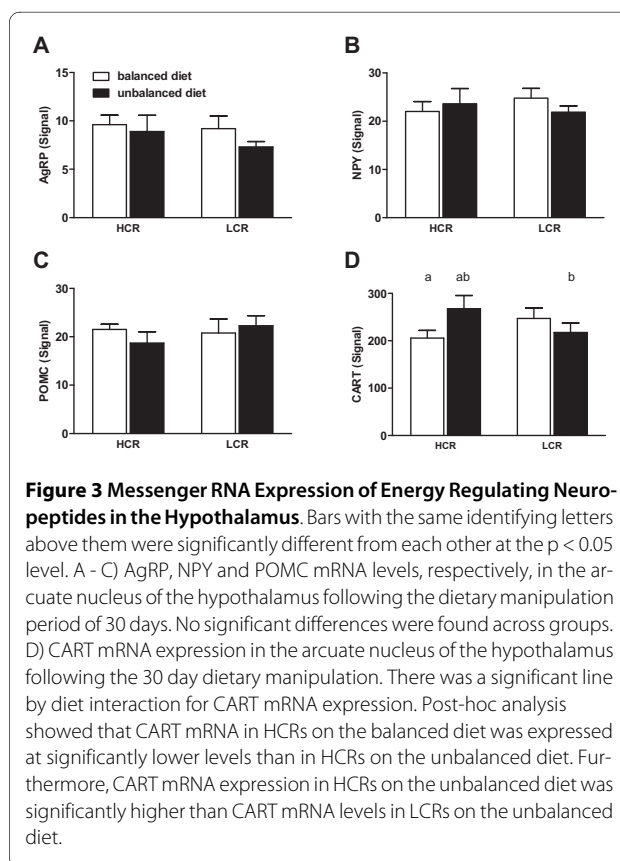 A
B
15
balanced diet
unbalanced diet
10
5
0
AgRP (Signal)
HCR
LCR
30
20
10
0
NPY (Signal)
HCR
LCR
C
D
30
20
10
0
POMC (Signal)
HCR
LCR
a ab b
300
200
100
0
CART (Signal)
HCR
LCR
Figure 3 Messenger RNA Expression of Energy Regulating Neuro-
peptides in the Hypothalamus. Bars with the same identifying letters
above them were significantly different from each other at the p < 0.05
level. A - C) AgRP, NPY and POMC mRNA levels, respectively, in the ar-
cuate nucleus of the hypothalamus following the dietary manipulation
period of 30 days. No significant differences were found across groups.
D) CART mRNA expression in the arcuate nucleus of the hypothalamus
following the 30 day dietary manipulation. There was a significant line
by diet interaction for CART mRNA expression. Post-hoc analysis
showed that CART mRNA in HCRs on the balanced diet was expressed
at significantly lower levels than in HCRs on the unbalanced diet. Fur-
thermore, CART mRNA expression in HCRs on the unbalanced diet was
significantly higher than CART mRNA levels in LCRs on the unbalanced
diet.